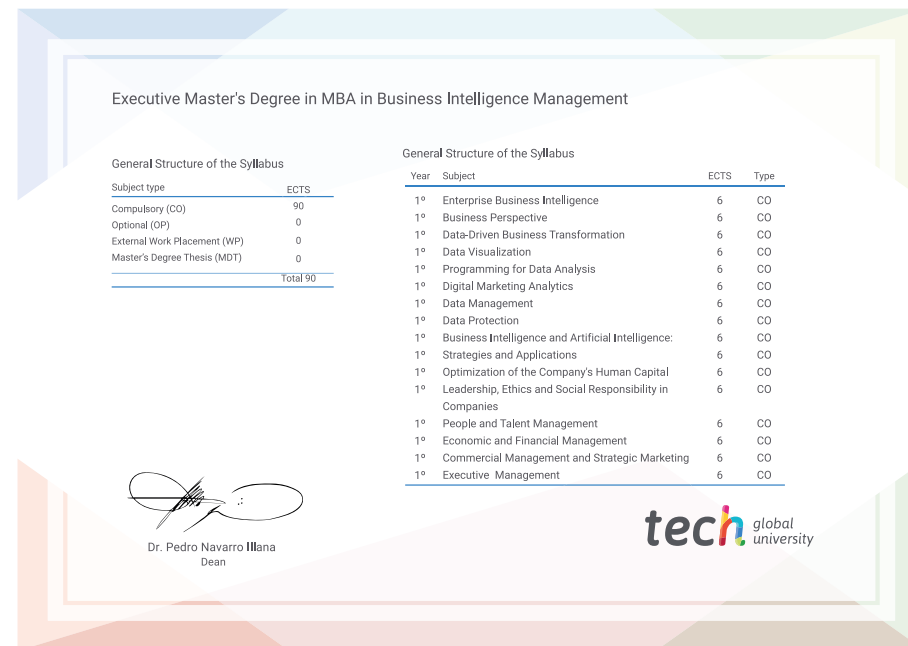 Executive Master's Degree in MBA in Business Intelligence Management
General Structure of the Syllabus
Subject type ECTS
Compulsory (CO) 90
Optional (OP) 0
External Work Placement (WP) 0
Master's Degree Thesis (MDT) 0
Total 90
General Structure of the Syllabus
Year Subject ECTS Type
1º Enterprise Business Intelligence 6 CO
1º Business Perspective 6 CO
1º Data-Driven Business Transformation 6 CO
1º Data Visualization 6 CO
1º Programming for Data Analysis 6 CO
1º Digital Marketing Analytics 6 CO
1º Data Management 6 CO
1º Data Protection 6 CO
1º Business Intelligence and Artificial Intelligence: 6 CO
1º Strategies and Applications 6 CO
1º Optimization of the Company's Human Capital 6 CO
1º Leadership, Ethics and Social Responsibility in 6 CO
Companies
1º People and Talent Management 6 CO
1º Economic and Financial Management 6 CO
1º Commercial Management and Strategic Marketing 6 CO
1º Executive Management 6 CO
Dr. Pedro Navarro Illana
Dean
tech global
university